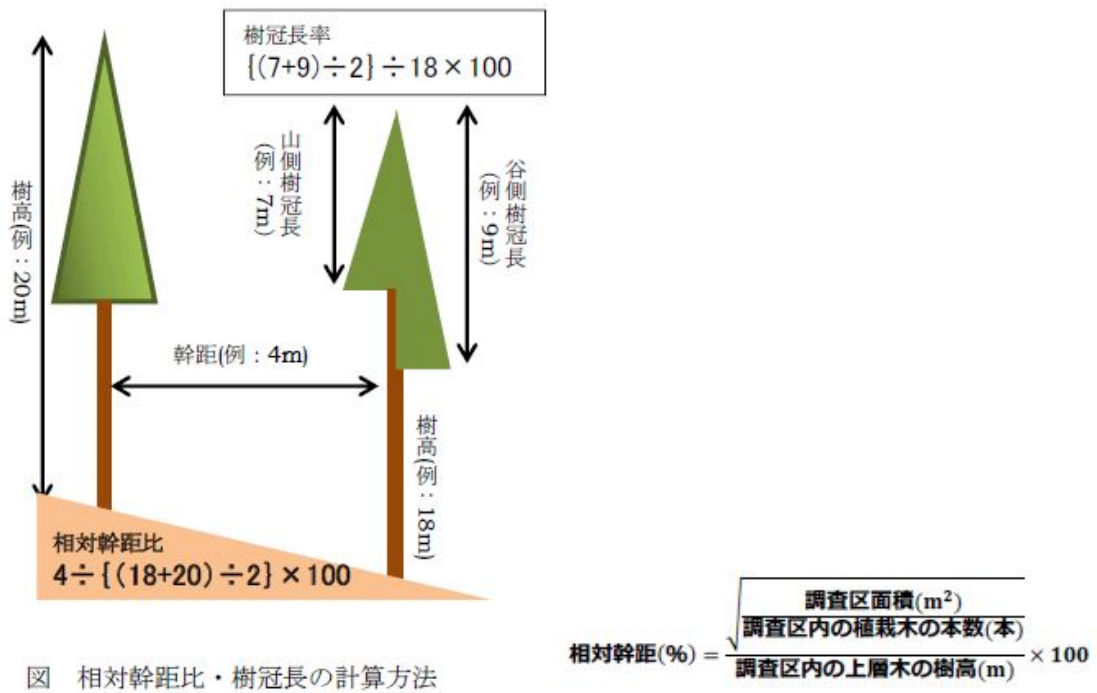 樹冠長率
{(7+9)÷2}÷18×100
山側樹冠長
(例：7m)
谷側樹冠長
(例：9m)
樹高(例：20m)
幹距(例：4m)
樹高(例：18m)
相対幹距比
4÷{(18+20)÷2}×100
図 相対幹距比・樹冠長の計算方法
調査区面積(m²)
調査区内の植栽木の本数(本)
相対幹距(%) = √ × 100
調査区内の上層木の樹高(m)